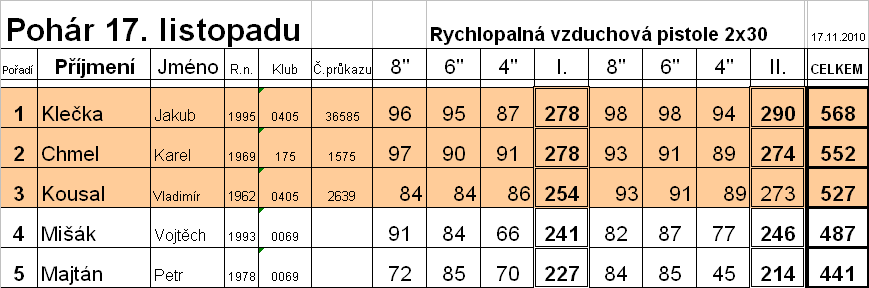 Pohár 17. listopadu Rychlopalná vzduchová pistole 2x30 17.11.2010
Pořadí Příjmení Jméno R.n. Klub Č.průkazu 8" 6" 4" I. 8" 6" 4" II. CELKEM
1 Klečka Jakub 1995 0405 36585 96 95 87 278 98 98 94 290 568
2 Chmel Karel 1969 175 1575 97 90 91 278 93 91 89 274 552
3 Kousal Vladimír 1962 0405 2639 84 84 86 254 93 91 89 273 527
4 Mišák Vojtěch 1993 0069 91 84 66 241 82 87 77 246 487
5 Majtán Petr 1978 0069 72 85 70 227 84 85 45 214 441